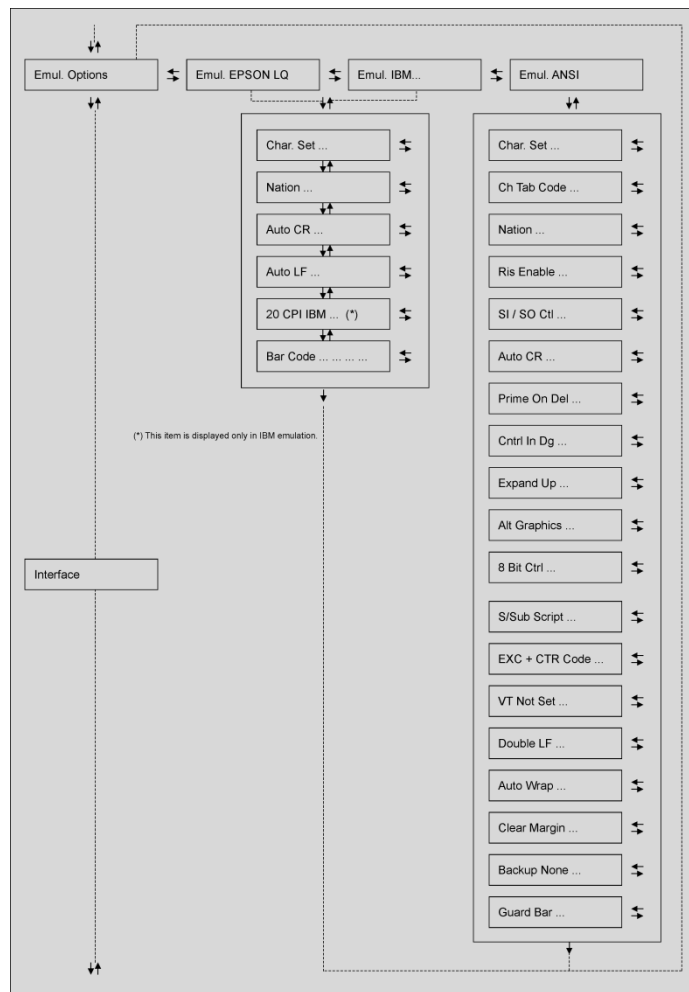 Emul. Options
Emul. EPSON LQ
Emul. IBM...
Emul. ANSI
Char. Set ...
Nation ...
Auto CR ...
Auto LF ...
20 CPI IBM ... (*)
Bar Code ... ... ... ...
(*) This item is displayed only in IBM emulation.
Char. Set ...
Ch Tab Code ...
Nation ...
Ris Enable ...
SI / SO Ctl ...
Auto CR ...
Prime On Del ...
Cntrl In Dg ...
Expand Up ...
Alt Graphics ...
8 Bit Ctrl ...
S/Sub Script ...
EXC + CTR Code ...
VT Not Set ...
Double LF ...
Auto Wrap ...
Clear Margin ...
Backup None ...
Guard Bar ...
Interface